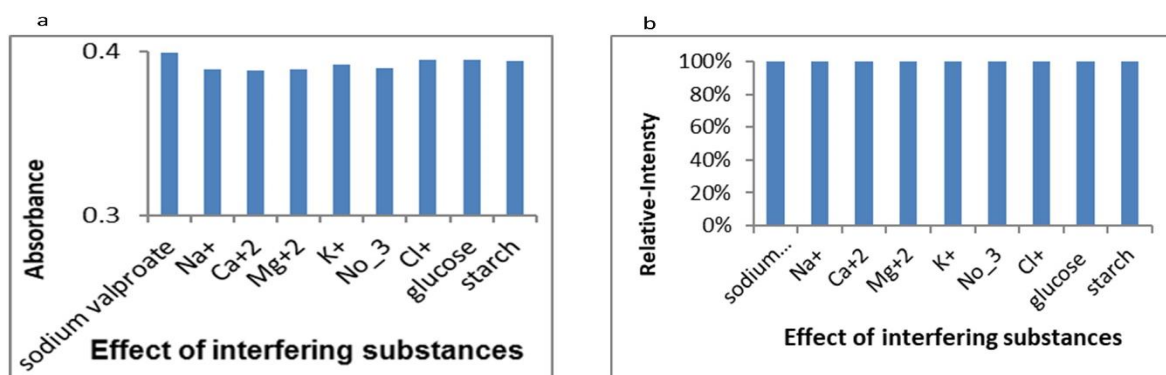 a
0.4
0.3
Absorbance
sodium valproate
Na+
Ca+2
Mg+2
K+
No_3
Cl+
glucose
starch
Effect of interfering substances
b
100%
80%
60%
40%
20%
0%
Relative-Intensty
sodium...
Na+
Ca+2
Mg+2
K+
No_3
Cl+
glucose
starch
Effect of interfering substances